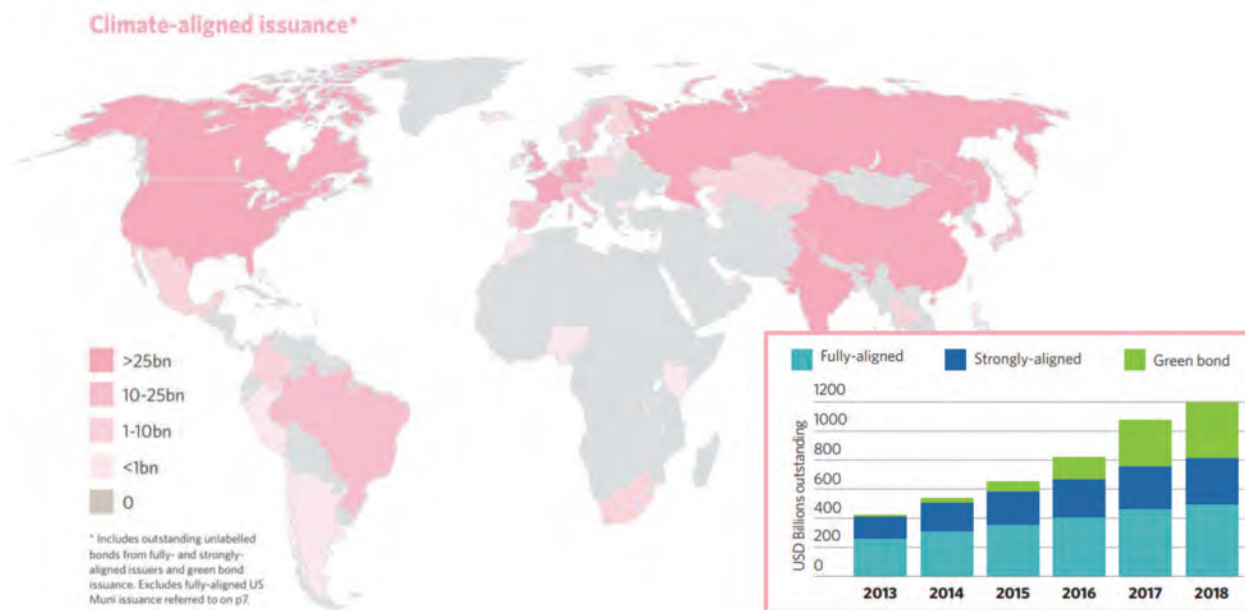 Climate-aligned issuance*
>25bn
10-25bn
1-10bn
<1bn
0
* Includes outstanding unlabelled
bonds from fully- and strongly-
aligned issuers and green bond
issuance. Excludes fully-aligned US
Muni issuance referred to on p7.
Fully-aligned
Strongly-aligned
Green bond
USD Billions outstanding
1200
1000
800
600
400
200
0
2013
2014
2015
2016
2017
2018